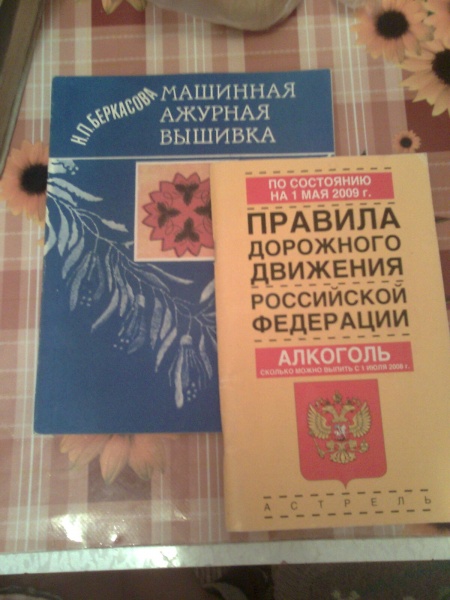 Н.П.БЕРКАСОВА
МАШИННАЯ
АЖУРНАЯ
ВЫШИВКА
ПО СОСТОЯНИЮ
НА 1 МАЯ 2009 г.
ПРАВИЛА
ДОРОЖНОГО
ДВИЖЕНИЯ
РОССИЙСКОЙ
ФЕДЕРАЦИИ
АЛКОГОЛЬ
СКОЛЬКО МОЖНО ВЫПИТЬ С 1 ИЮЛЯ 2008 г.
АСТРЕЛЬ